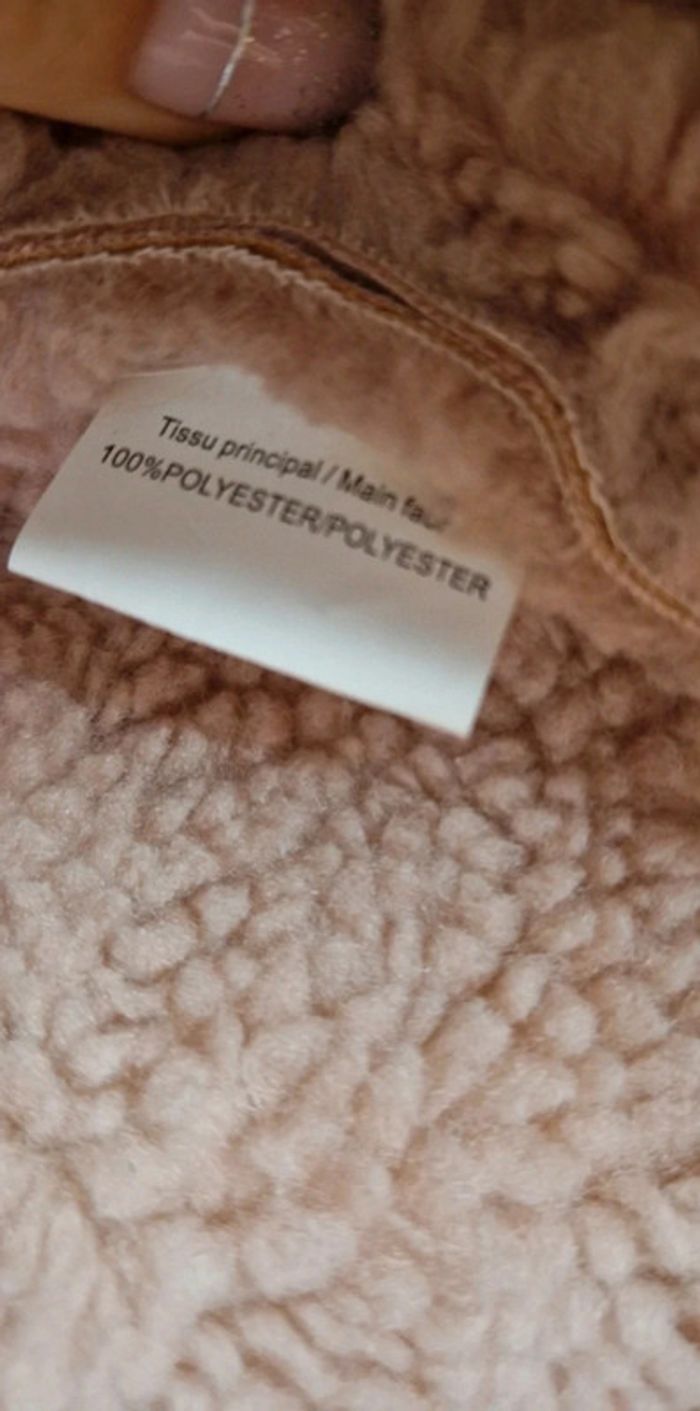 Tissu principal / Main
100%POLYESTER/POLYESTER